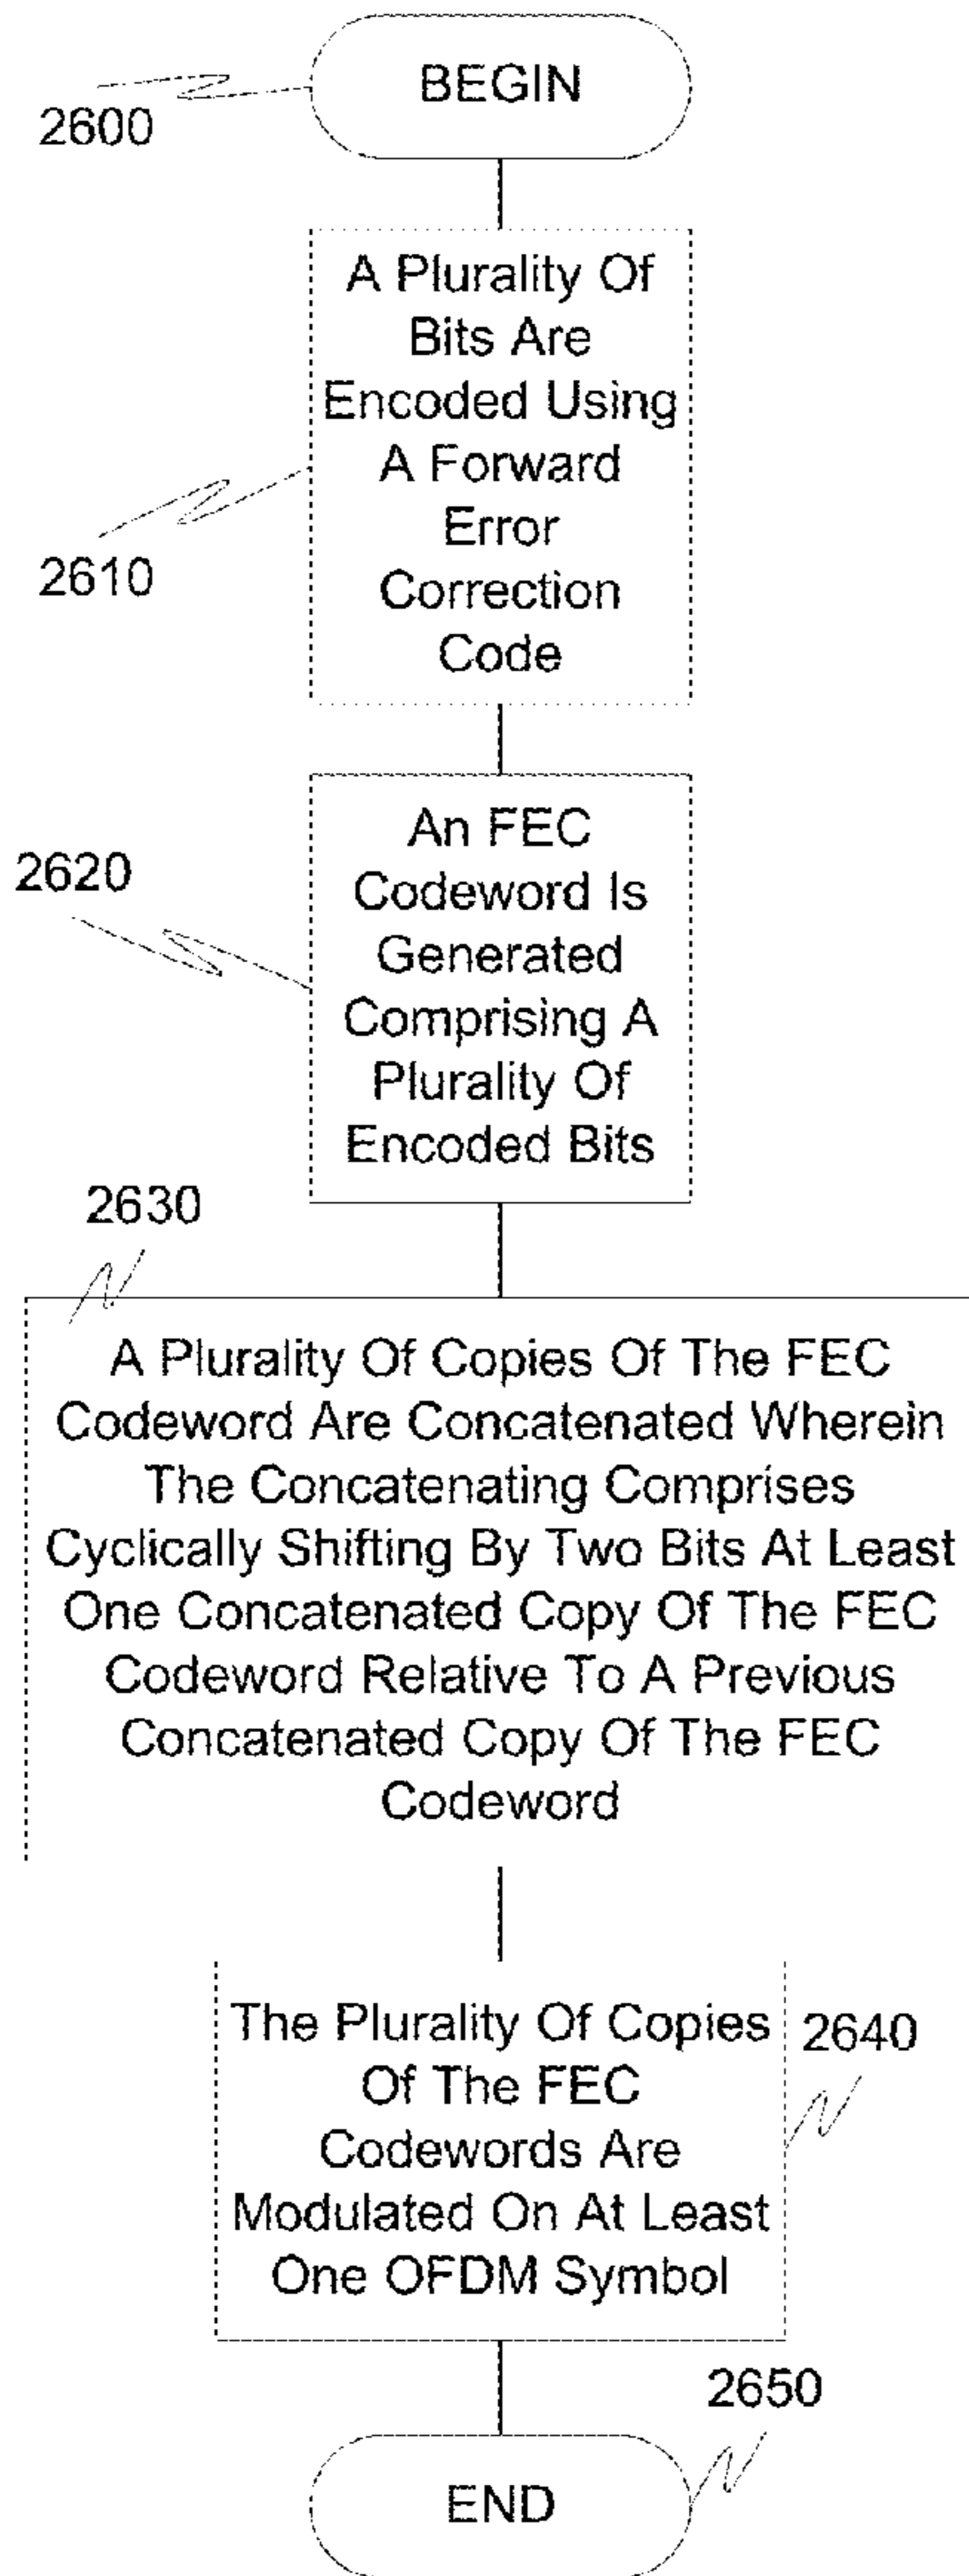 BEGIN
2600
A Plurality Of
Bits Are
Encoded Using
A Forward
Error
Correction
Code
2610
An FEC
Codeword Is
Generated
Comprising A
Plurality Of
Encoded Bits
2620
2630
A Plurality Of Copies Of The FEC
Codeword Are Concatenated Wherein
The Concatenating Comprises
Cyclically Shifting By Two Bits At Least
One Concatenated Copy Of The FEC
Codeword Relative To A Previous
Concatenated Copy Of The FEC
Codeword
The Plurality Of Copies
Of The FEC
Codewords Are
Modulated On At Least
One OFDM Symbol
2640
2650
END